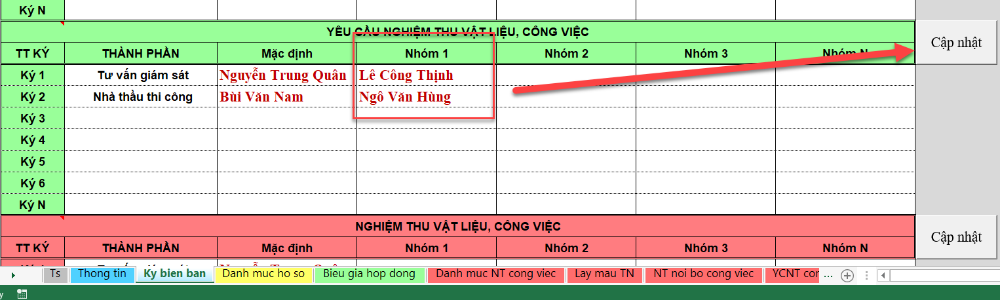 Ký N
YÊU CẦU NGHIỆM THU VẬT LIỆU, CÔNG VIỆC
TT KÝ THÀNH PHẦN Mặc định Nhóm 1 Nhóm 2 Nhóm 3 Nhóm N
Cập nhật
Ký 1 Tư vấn giám sát Nguyễn Trung Quân Lê Công Thịnh
Ký 2 Nhà thầu thi công Bùi Văn Nam Ngô Văn Hùng
Ký 3
Ký 4
Ký 5
Ký 6
Ký N
NGHIỆM THU VẬT LIỆU, CÔNG VIỆC
Cập nhật
TT KÝ THÀNH PHẦN Mặc định Nhóm 1 Nhóm 2 Nhóm 3 Nhóm N
Ts Thong tin Ky bien ban Danh muc ho so Bieu gia hop dong Danh muc NT cong viec Lay mau TN NT noi bo cong viec YCNT cor ...